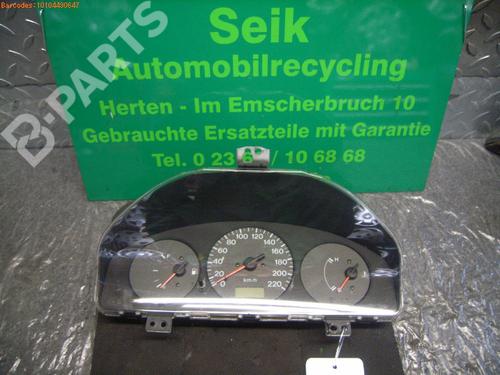 Barcodes:10104490647
B-PARTS
Seik
Automobilrecycling
Herten - Im Emscherbruch 10
Gebrauchte Ersatzteile mit Garantie
Tel. 0 23 / 10 68 68
0 20 40 60 80 100 120 140 160 180 200 220
km/h
H